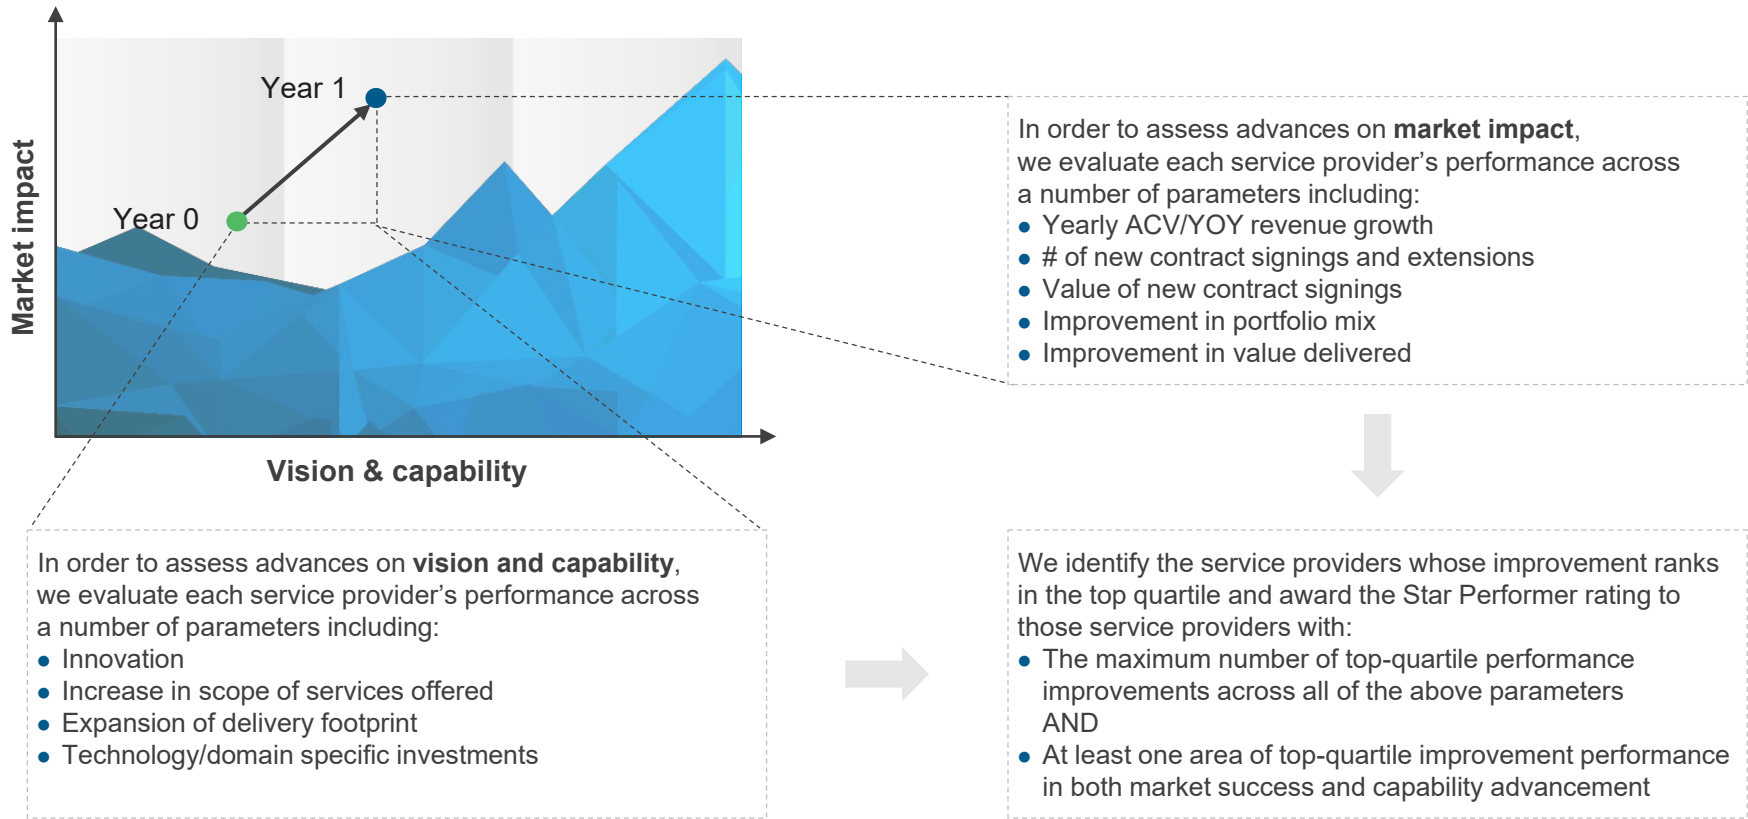 Year 1
Year 0
Market impact
Vision & capability
In order to assess advances on market impact,
we evaluate each service provider’s performance across
a number of parameters including:
● Yearly ACV/YOY revenue growth
● # of new contract signings and extensions
● Value of new contract signings
● Improvement in portfolio mix
● Improvement in value delivered
In order to assess advances on vision and capability,
we evaluate each service provider’s performance across
a number of parameters including:
● Innovation
● Increase in scope of services offered
● Expansion of delivery footprint
● Technology/domain specific investments
We identify the service providers whose improvement ranks
in the top quartile and award the Star Performer rating to
those service providers with:
● The maximum number of top-quartile performance
improvements across all of the above parameters
AND
● At least one area of top-quartile improvement performance
in both market success and capability advancement